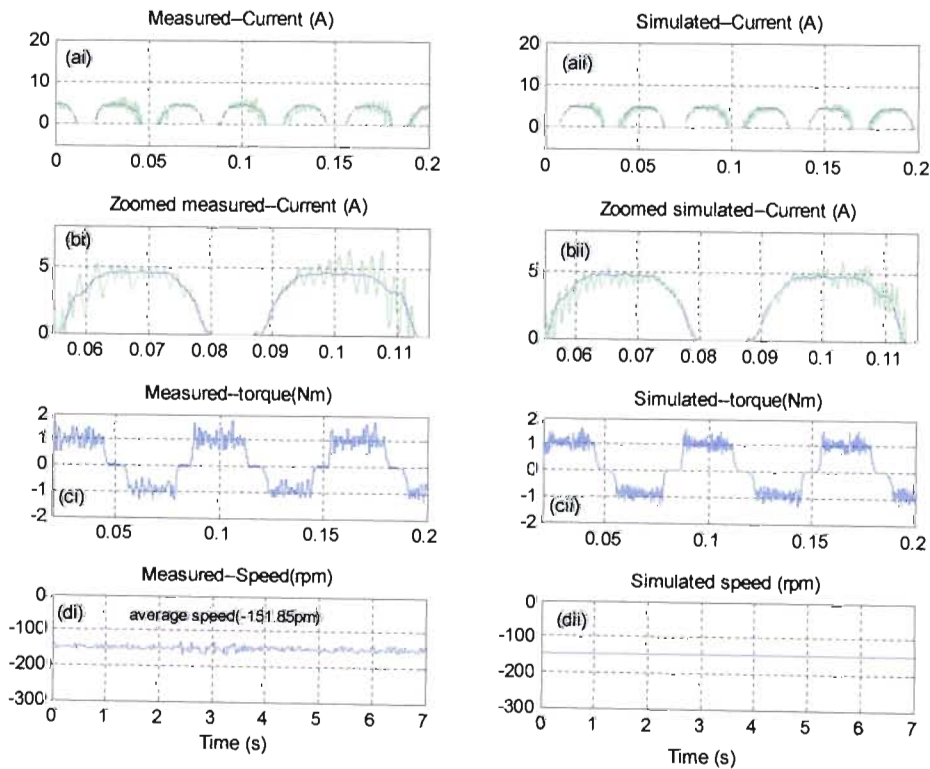 Measured–Current (A)
20
(ai)
10
0
0 0.05 0.1 0.15 0.2
Simulated–Current (A)
20
(aii)
10
0
0 0.05 0.1 0.15 0.2
Zoomed measured–Current (A)
(bi)
5
0
0.06 0.07 0.08 0.09 0.1 0.11
Zoomed simulated–Current (A)
(bii)
5
0
0.06 0.07 0.08 0.09 0.1 0.11
Measured–torque(Nm)
2
1
0
-1
(ci)
-2
0.05 0.1 0.15 0.2
Simulated–torque(Nm)
2
1
0
-1
(cii)
-2
0.05 0.1 0.15 0.2
Measured–Speed(rpm)
0
(di) average speed(-151.85pm)
-100
-200
-300
0 1 2 3 4 5 6 7
Time (s)
Simulated speed (rpm)
0
(dii)
-100
-200
-300
0 1 2 3 4 5 6 7
Time (s)